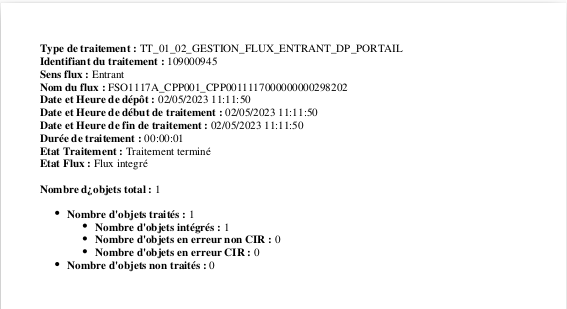 Type de traitement : TT_01_02_GESTION_FLUX_ENTRANT_DP_PORTAIL
Identifiant du traitement : 109000945
Sens flux : Entrant
Nom du flux : FSO1117A_CPP001_CPP0011117000000000298202
Date et Heure de dépôt : 02/05/2023 11:11:50
Date et Heure de début de traitement : 02/05/2023 11:11:50
Date et Heure de fin de traitement : 02/05/2023 11:11:50
Durée de traitement : 00:00:01
Etat Traitement : Traitement terminé
Etat Flux : Flux integré
Nombre d¿objets total : 1
• Nombre d'objets traités : 1
• Nombre d'objets intégrés : 1
• Nombre d'objets en erreur non CIR : 0
• Nombre d'objets en erreur CIR : 0
• Nombre d'objets non traités : 0